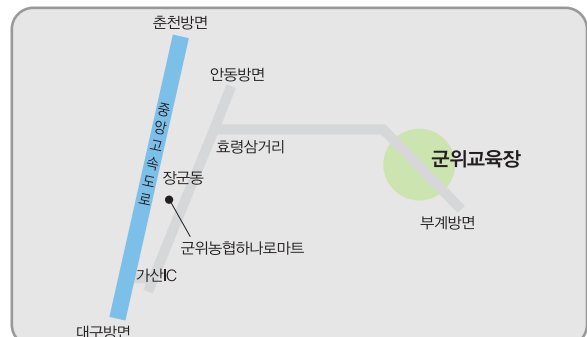 춘천방면
안동방면
중앙고속도로
효령삼거리
군위교육장
장군동
부계방면
군위농협하나로마트
가산IC
대구방면